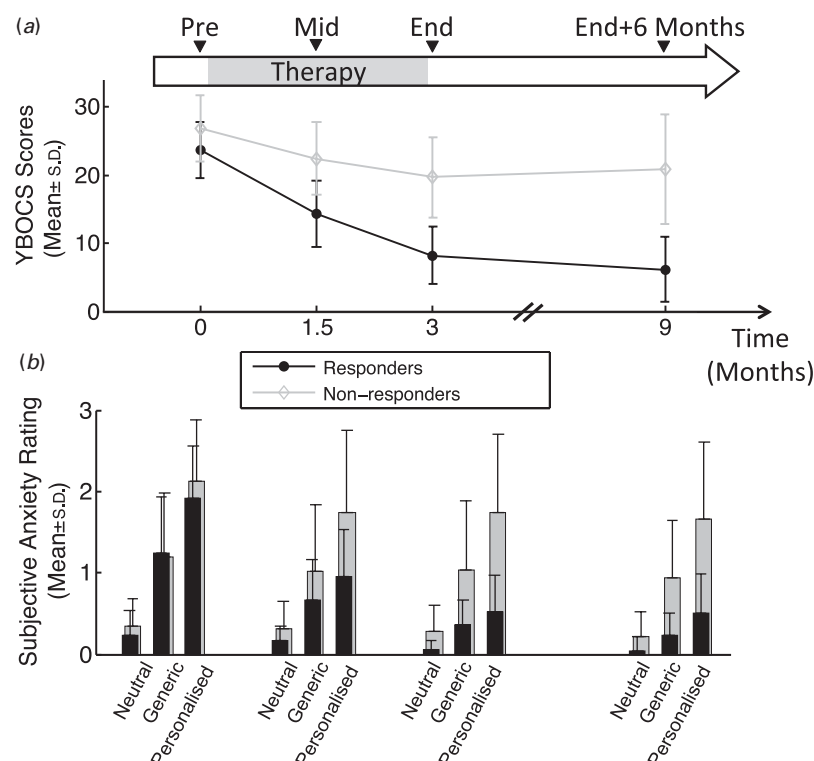 (a)
Pre Mid End End+6 Months
Therapy
YBOCS Scores
(Mean± S.D.)
30
20
10
0
0 1.5 3 9
Time
(Months)
(b)
Responders
Non−responders
Subjective Anxiety Rating
(Mean±S.D.)
3
2
1
0
Neutral Generic Personalised Neutral Generic Personalised Neutral Generic Personalised Neutral Generic Personalised